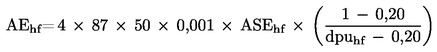 AE_hf= 4 × 87 × 50 × 0,001 × ASE_hf × ( (1 − 0,20) / (dpu_hf − 0,20) )